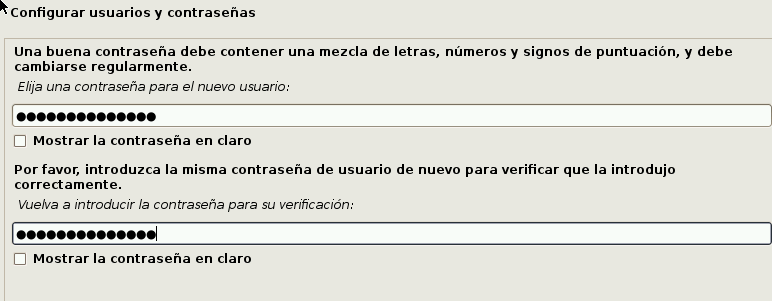 Configurar usuarios y contraseñas
Una buena contraseña debe contener una mezcla de letras, números y signos de puntuación, y debe
cambiarse regularmente.
Elija una contraseña para el nuevo usuario:
●●●●●●●●●●●●●●
Mostrar la contraseña en claro
Por favor, introduzca la misma contraseña de usuario de nuevo para verificar que la introdujo
correctamente.
Vuelva a introducir la contraseña para su verificación:
●●●●●●●●●●●●●●
Mostrar la contraseña en claro